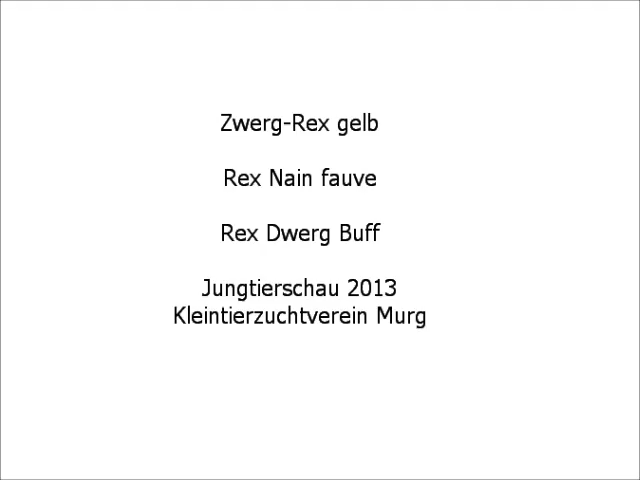 Zwerg-Rex gelb
Rex Nain fauve
Rex Dwerg Buff
Jungtierschau 2013
Kleintierzuchtverein Murg